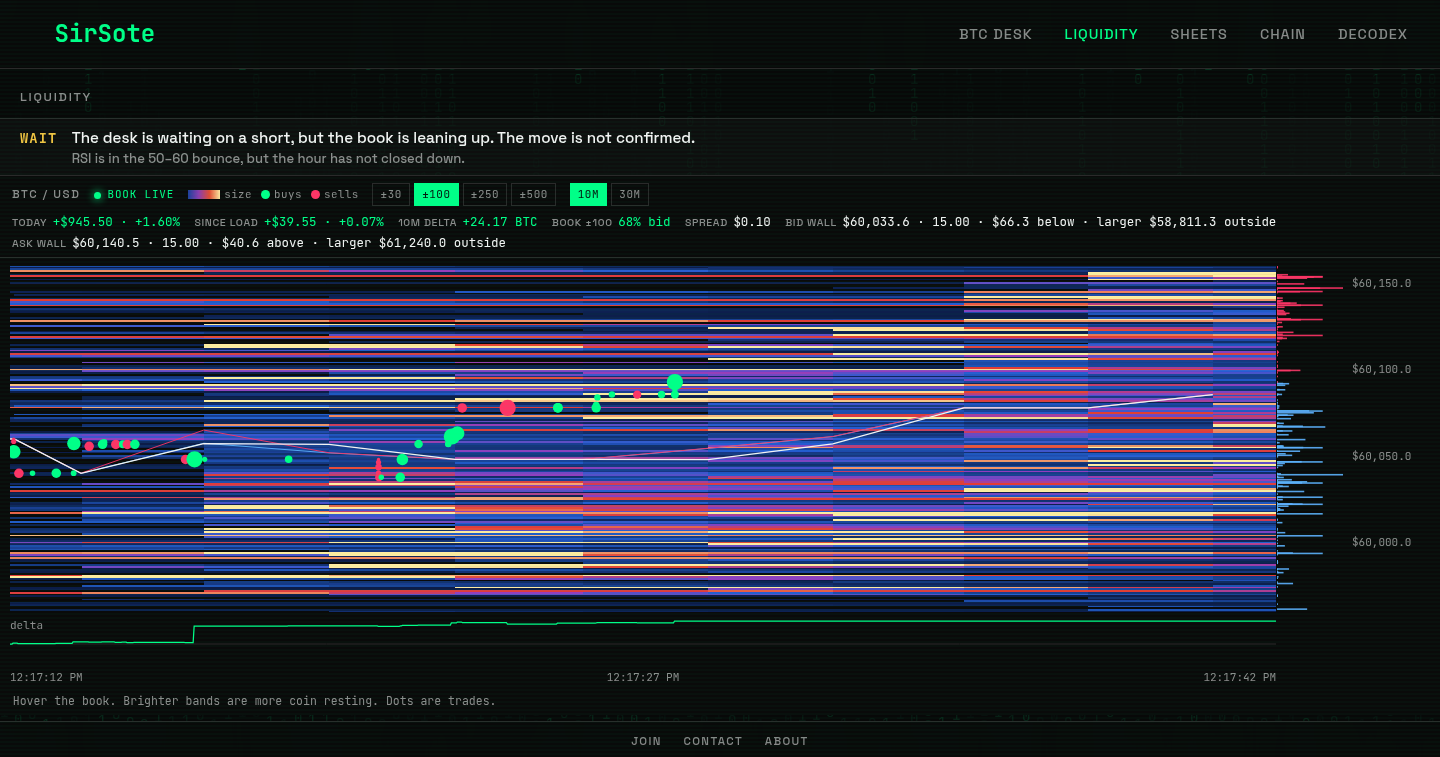 SirSote
BTC DESK LIQUIDITY SHEETS CHAIN DECODEX
LIQUIDITY
WAIT The desk is waiting on a short, but the book is leaning up. The move is not confirmed.
RSI is in the 50–60 bounce, but the hour has not closed down.
BTC / USD BOOK LIVE size buys sells ±30 ±100 ±250 ±500 10M 30M
TODAY +$945.50 · +1.60% SINCE LOAD +$39.55 · +0.07% 10M DELTA +24.17 BTC BOOK ±100 68% bid SPREAD $0.10 BID WALL $60,033.6 · 15.00 · $66.3 below · larger $58,811.3 outside
ASK WALL $60,140.5 · 15.00 · $40.6 above · larger $61,240.0 outside
$60,150.0
$60,100.0
$60,050.0
$60,000.0
delta
12:17:12 PM 12:17:27 PM 12:17:42 PM
Hover the book. Brighter bands are more coin resting. Dots are trades.
JOIN CONTACT ABOUT